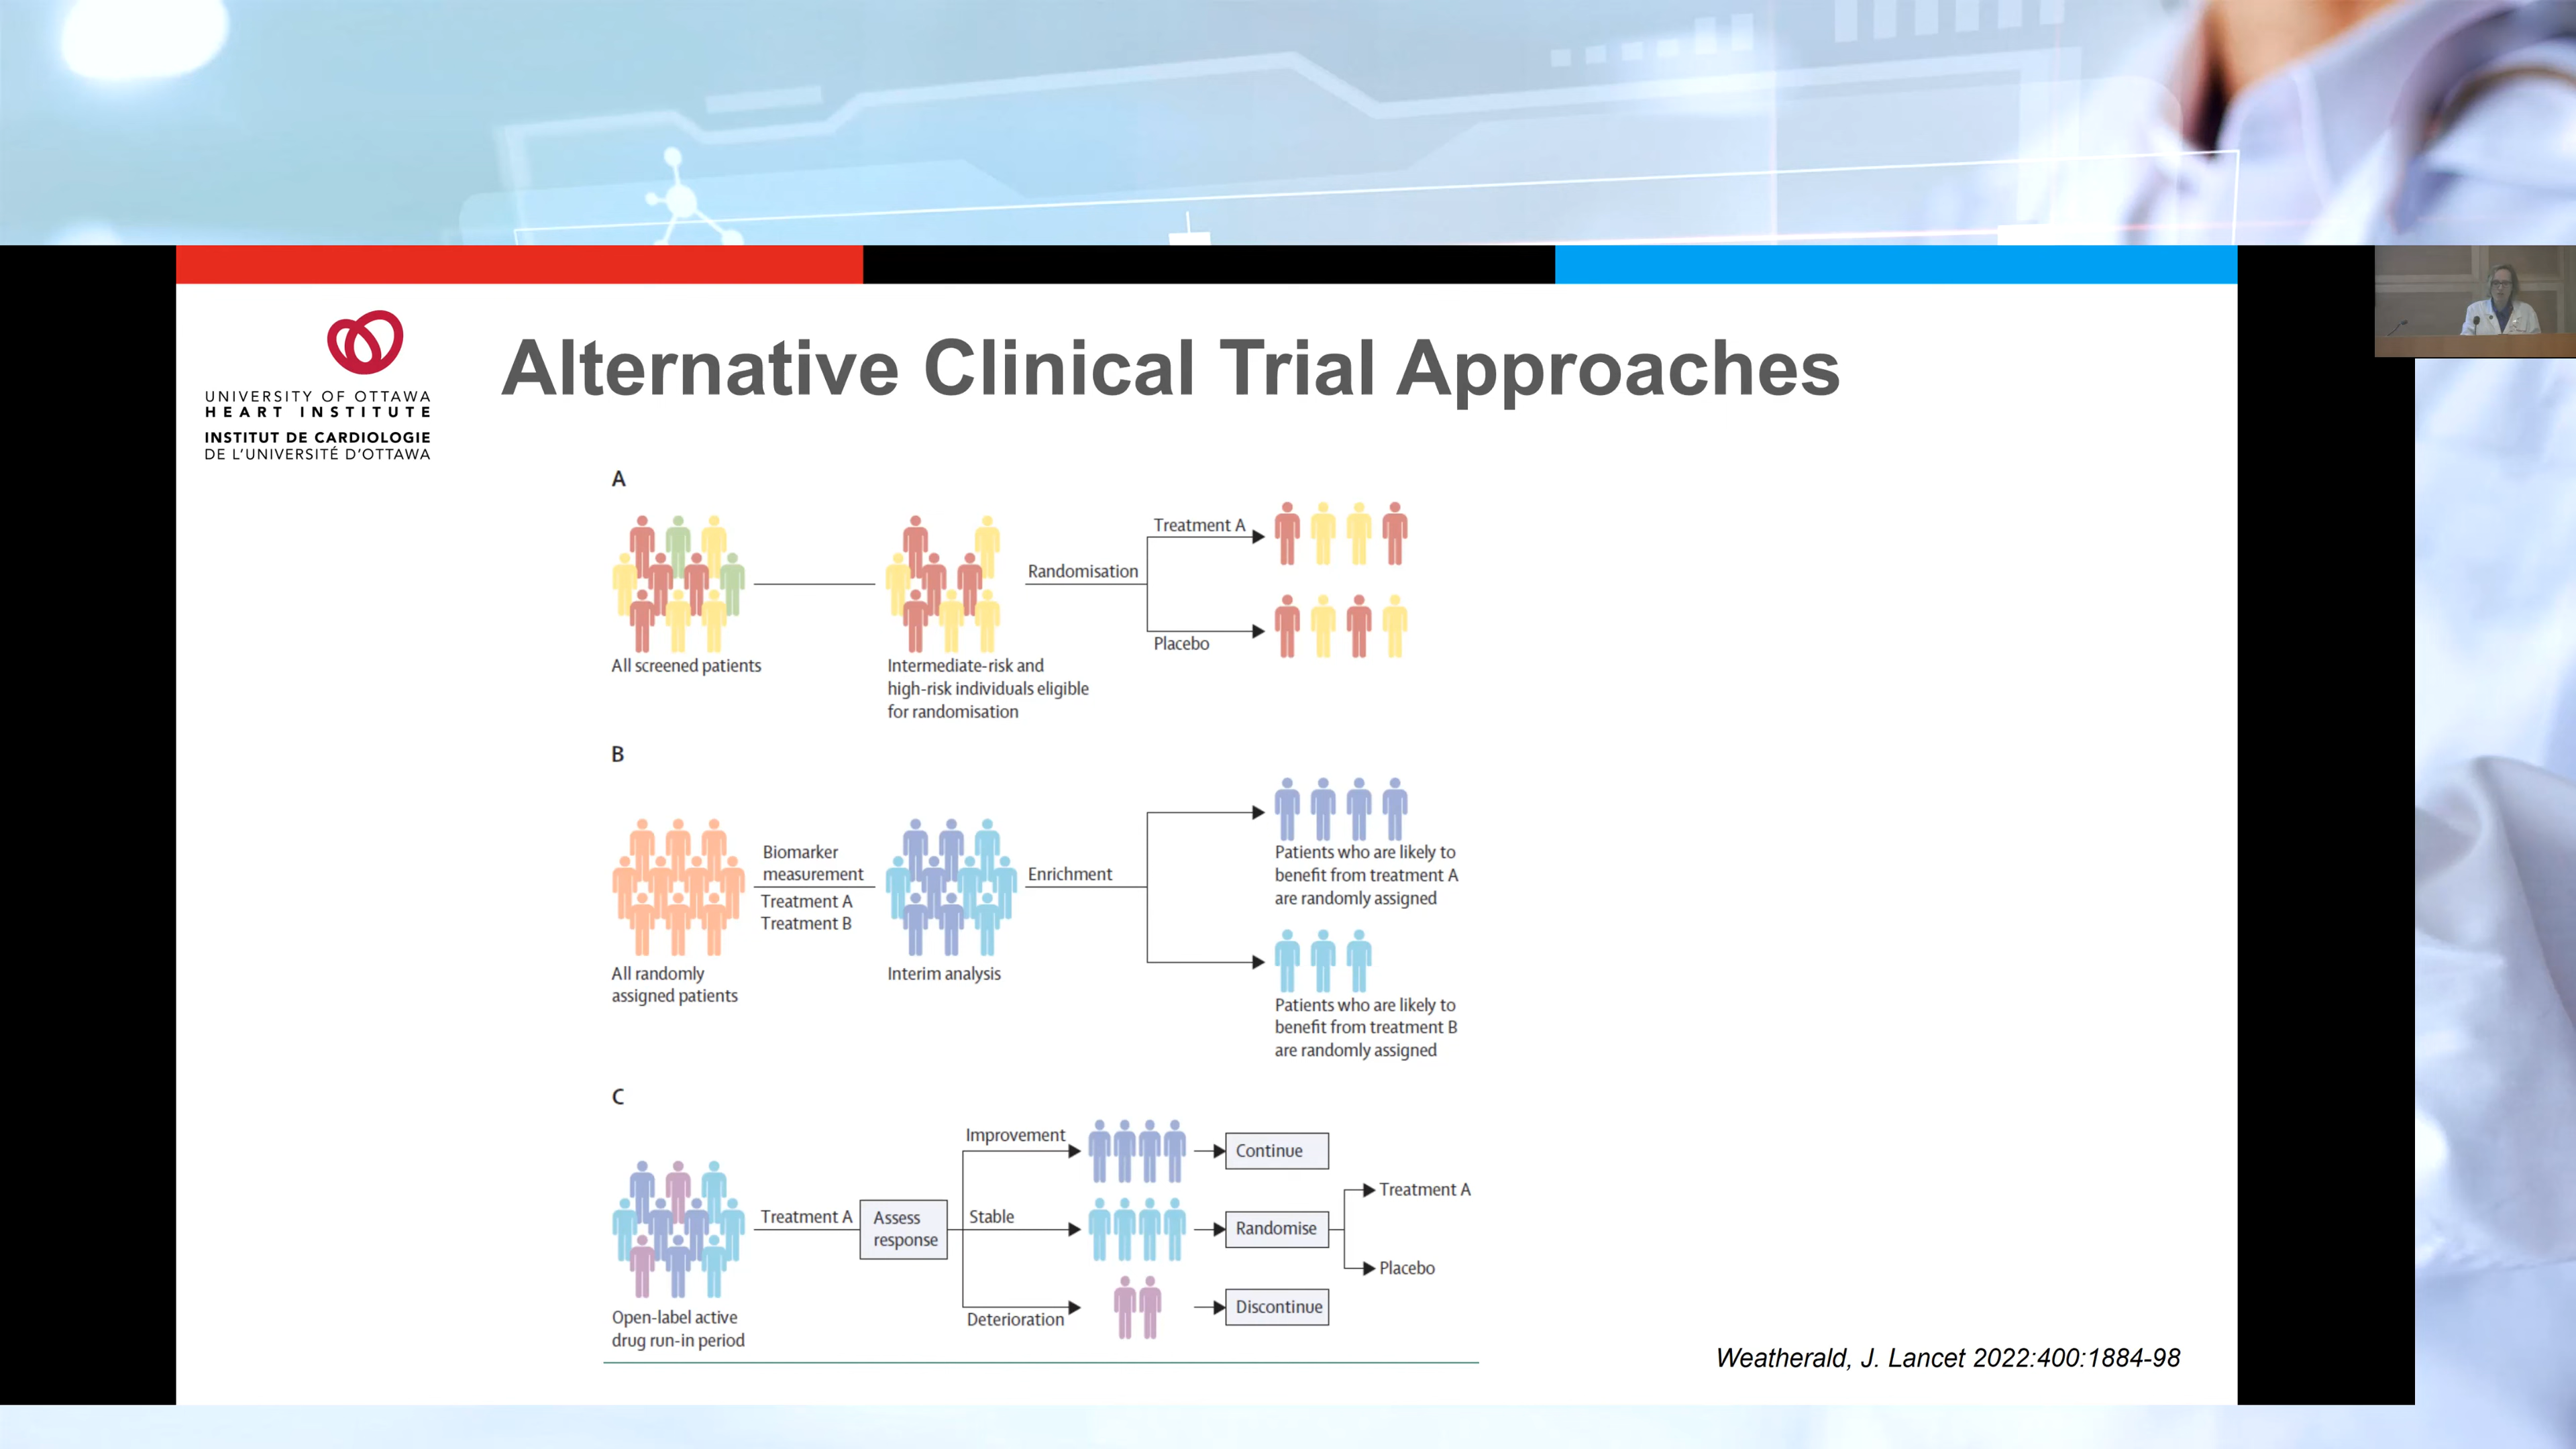 UNIVERSITY OF OTTAWA
HEART INSTITUTE
INSTITUT DE CARDIOLOGIE
DE L'UNIVERSITÉ D'OTTAWA
Alternative Clinical Trial Approaches
A
All screened patients
Intermediate-risk and
high-risk individuals eligible
for randomisation
Randomisation
Treatment A
Placebo
B
All randomly
assigned patients
Biomarker
measurement
Treatment A
Treatment B
Interim analysis
Enrichment
Patients who are likely to
benefit from treatment A
are randomly assigned
Patients who are likely to
benefit from treatment B
are randomly assigned
C
Open-label active
drug run-in period
Treatment A
Assess
response
Improvement
Continue
Stable
Randomise
Treatment A
Placebo
Deterioration
Discontinue
Weatherald, J. Lancet 2022:400:1884-98